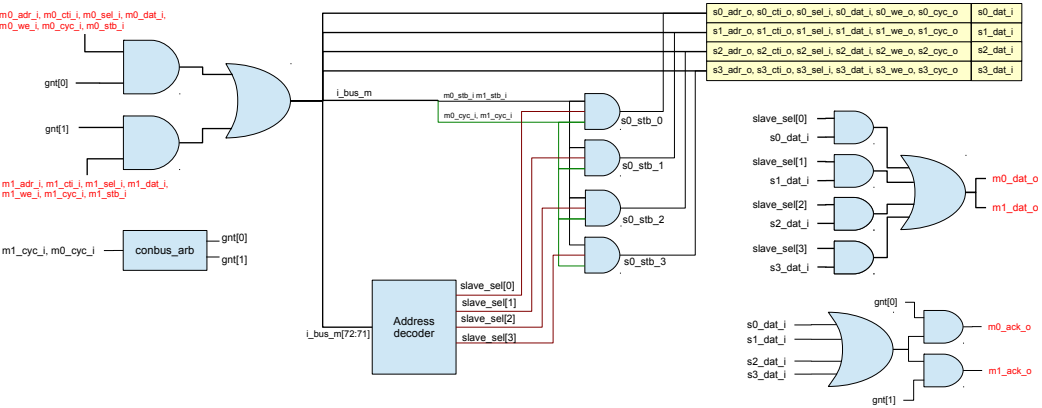 m0_adr_i, m0_cti_i, m0_sel_i, m0_dat_i,
m0_we_i, m0_cyc_i, m0_stb_i
gnt[0]
gnt[1]
m1_adr_i, m1_cti_i, m1_sel_i, m1_dat_i,
m1_we_i, m1_cyc_i, m1_stb_i
m1_cyc_i, m0_cyc_i
conbus_arb
gnt[0]
gnt[1]
i_bus_m
m0_stb_i m1_stb_i
m0_cyc_i, m1_cyc_i
s0_stb_0
s0_stb_1
s0_stb_2
s0_stb_3
i_bus_m[72:71]
Address
decoder
slave_sel[0]
slave_sel[1]
slave_sel[2]
slave_sel[3]
s0_adr_o, s0_cti_o, s0_sel_i, s0_dat_i, s0_we_o, s0_cyc_o s0_dat_i
s1_adr_o, s1_cti_o, s1_sel_i, s1_dat_i, s1_we_o, s1_cyc_o s1_dat_i
s2_adr_o, s2_cti_o, s2_sel_i, s2_dat_i, s2_we_o, s2_cyc_o s2_dat_i
s3_adr_o, s3_cti_o, s3_sel_i, s3_dat_i, s3_we_o, s3_cyc_o s3_dat_i
slave_sel[0]
s0_dat_i
slave_sel[1]
s1_dat_i
slave_sel[2]
s2_dat_i
slave_sel[3]
s3_dat_i
m0_dat_o
m1_dat_o
gnt[0]
s0_dat_i
s1_dat_i
s2_dat_i
s3_dat_i
gnt[1]
m0_ack_o
m1_ack_o